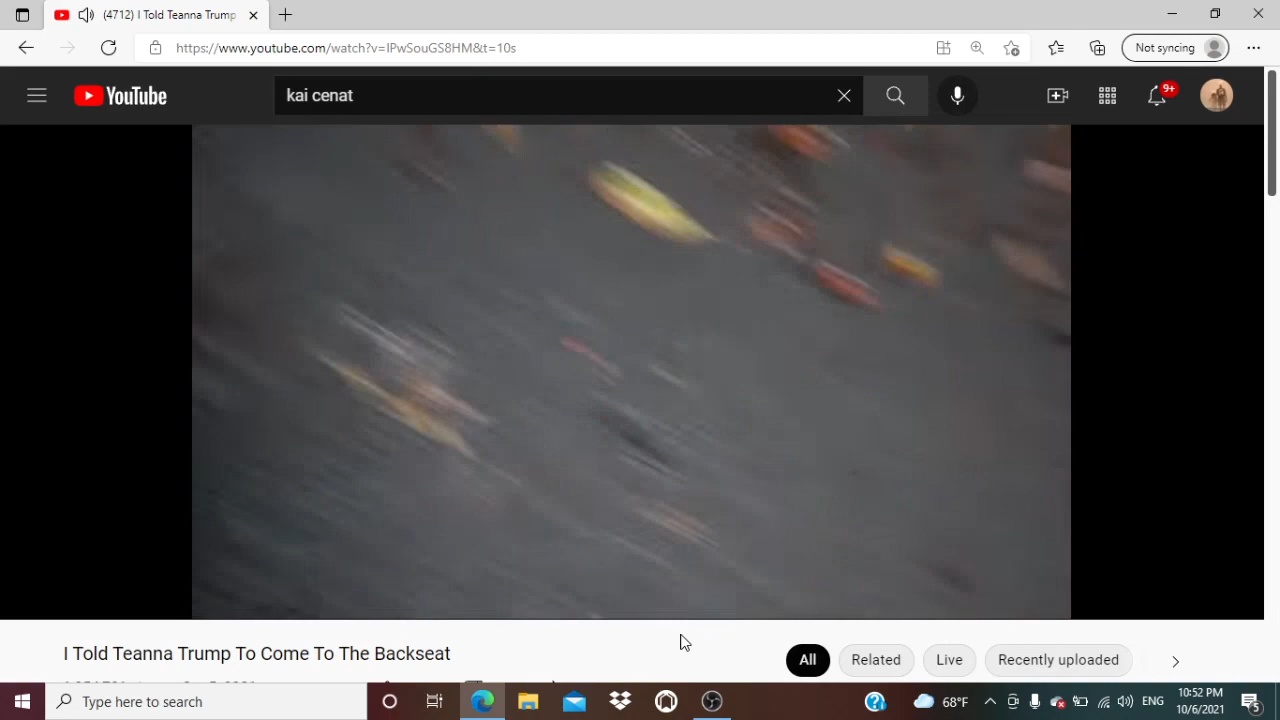 (4712) I Told Teanna Trump
https://www.youtube.com/watch?v=IPwSouGS8HM&t=10s
Not syncing
YouTube
kai cenat
9+
I Told Teanna Trump To Come To The Backseat
All
Related
Live
Recently uploaded
Type here to search
68°F
ENG
10:52 PM
10/6/2021
5